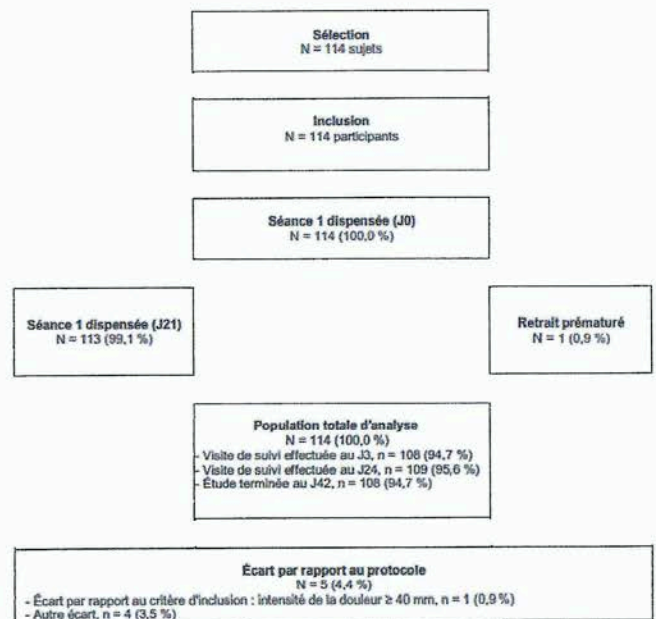 Sélection
N = 114 sujets
Inclusion
N = 114 participants
Séance 1 dispensée (J0)
N = 114 (100,0 %)
Séance 1 dispensée (J21)
N = 113 (99,1 %)
Retrait prématuré
N = 1 (0,9 %)
Population totale d'analyse
N = 114 (100,0 %)
- Visite de suivi effectuée au J3, n = 108 (94,7 %)
- Visite de suivi effectuée au J24, n = 109 (95,6 %)
- Étude terminée au J42, n = 108 (94,7 %)
Écart par rapport au protocole
N = 5 (4,4 %)
- Écart par rapport au critère d'inclusion : intensité de la douleur ≥ 40 mm, n = 1 (0,9 %)
- Autre écart, n = 4 (3,5 %)